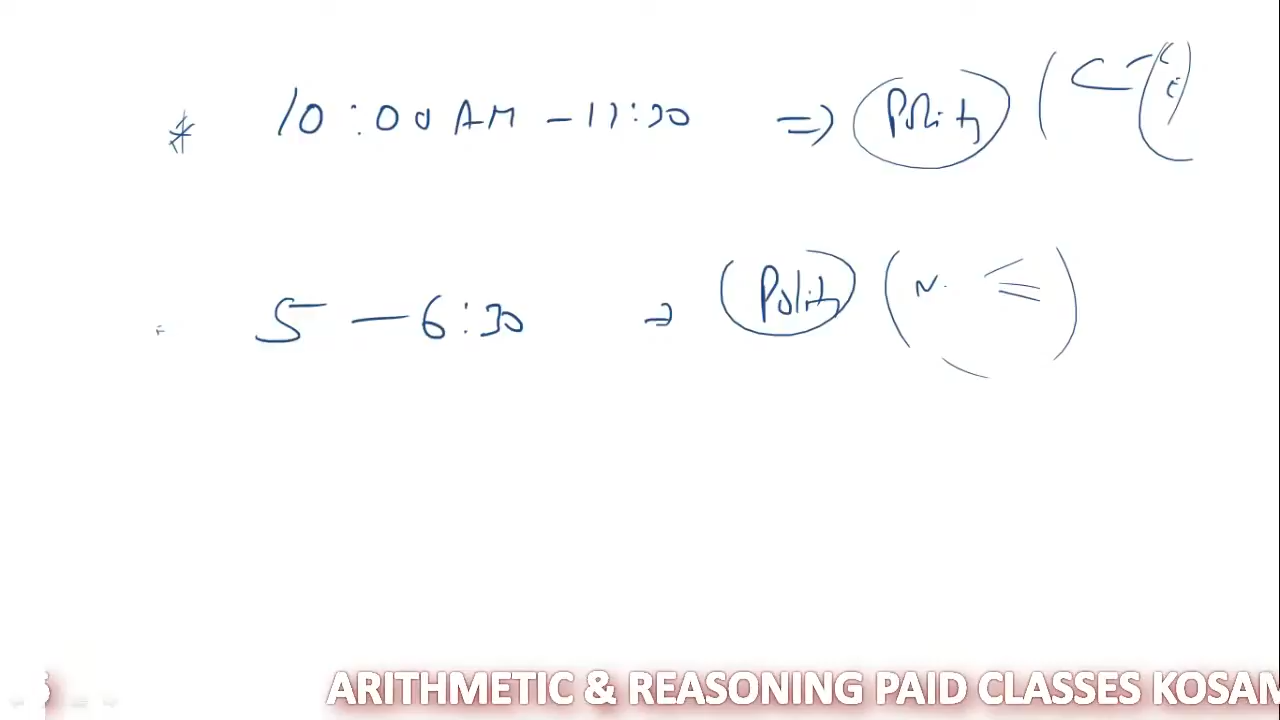 * 10:00 AM - 11:30 => Polity
5 - 6:30 → Polity (N.
ARITHMETIC & REASONING PAID CLASSES KOSAM